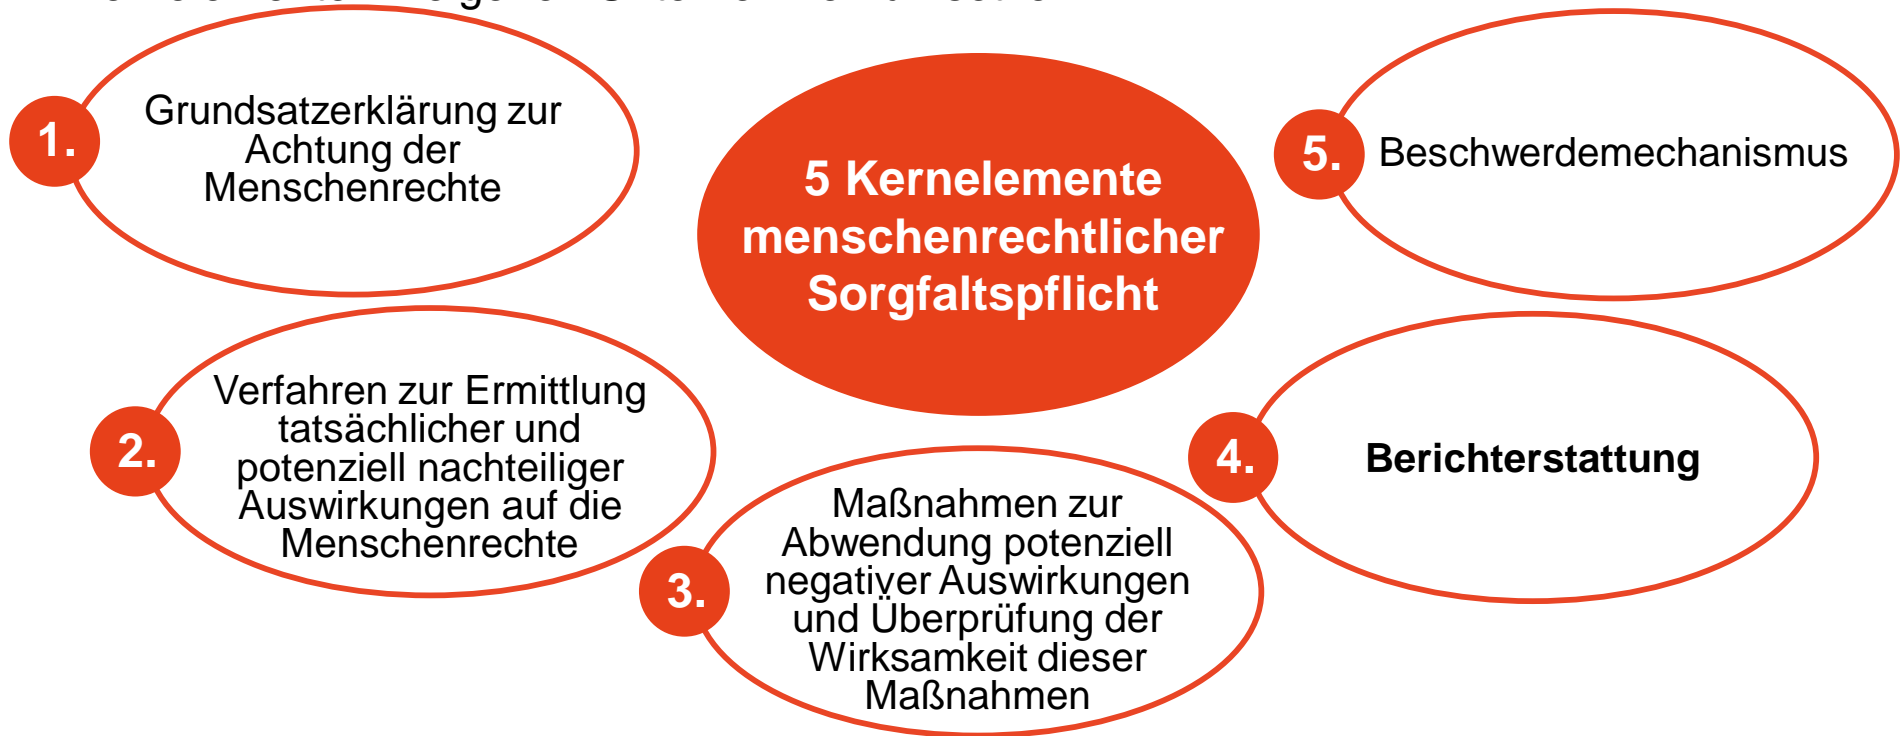 1.
Grundsatzerklärung zur
Achtung der
Menschenrechte
2.
Verfahren zur Ermittlung
tatsächlicher und
potenziell nachteiliger
Auswirkungen auf die
Menschenrechte
5 Kernelemente
menschenrechtlicher
Sorgfaltspflicht
3.
Maßnahmen zur
Abwendung potenziell
negativer Auswirkungen
und Überprüfung der
Wirksamkeit dieser
Maßnahmen
4.
Berichterstattung
5.
Beschwerdemechanismus